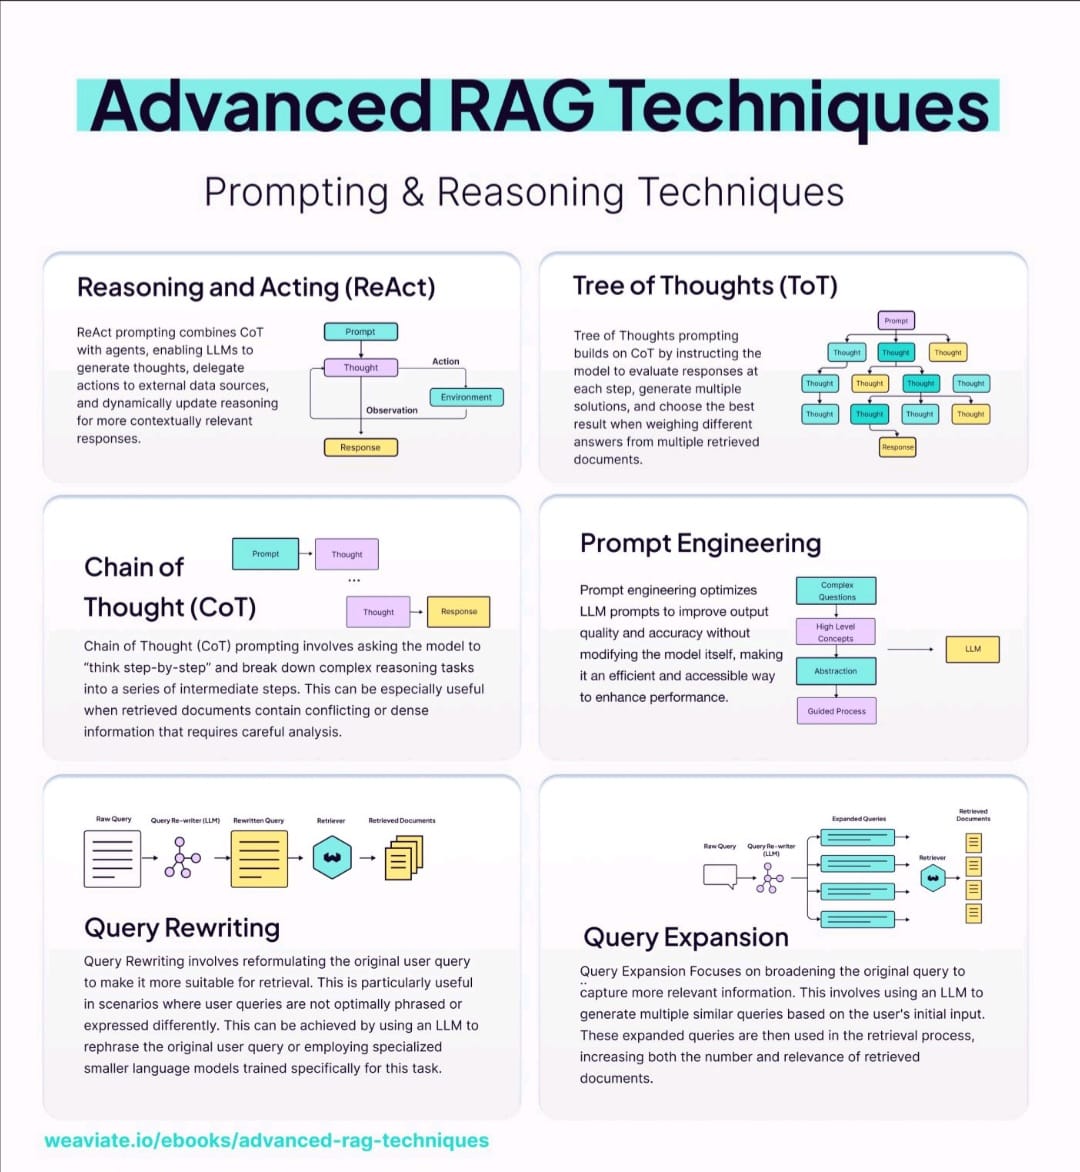 Advanced RAG Techniques
Prompting & Reasoning Techniques
Reasoning and Acting (ReAct)
ReAct prompting combines CoT
with agents, enabling LLMs to
generate thoughts, delegate
actions to external data sources,
and dynamically update reasoning
for more contextually relevant
responses.
Prompt
Thought
Action
Environment
Observation
Response
Tree of Thoughts (ToT)
Tree of Thoughts prompting
builds on CoT by instructing the
model to evaluate responses at
each step, generate multiple
solutions, and choose the best
result when weighing different
answers from multiple retrieved
documents.
Prompt
Thought Thought Thought
Thought Thought Thought Thought
Thought Thought Thought Thought
Response
Chain of
Thought (CoT)
Prompt Thought
...
Thought Response
Chain of Thought (CoT) prompting involves asking the model to
“think step-by-step” and break down complex reasoning tasks
into a series of intermediate steps. This can be especially useful
when retrieved documents contain conflicting or dense
information that requires careful analysis.
Prompt Engineering
Prompt engineering optimizes
LLM prompts to improve output
quality and accuracy without
modifying the model itself, making
it an efficient and accessible way
to enhance performance.
Complex
Questions
High Level
Concepts
Abstraction
Guided Process
LLM
Raw Query Query Re-writer (LLM) Rewritten Query Retriever Retrieved Documents
Query Rewriting
Query Rewriting involves reformulating the original user query
to make it more suitable for retrieval. This is particularly useful
in scenarios where user queries are not optimally phrased or
expressed differently. This can be achieved by using an LLM to
rephrase the original user query or employing specialized
smaller language models trained specifically for this task.
Raw Query
Query Re-writer
(LLM)
Expanded Queries
Retriever
Retrieved
Documents
Query Expansion
Query Expansion Focuses on broadening the original query to
capture more relevant information. This involves using an LLM to
generate multiple similar queries based on the user's initial input.
These expanded queries are then used in the retrieval process,
increasing both the number and relevance of retrieved
documents.
weaviate.io/ebooks/advanced-rag-techniques